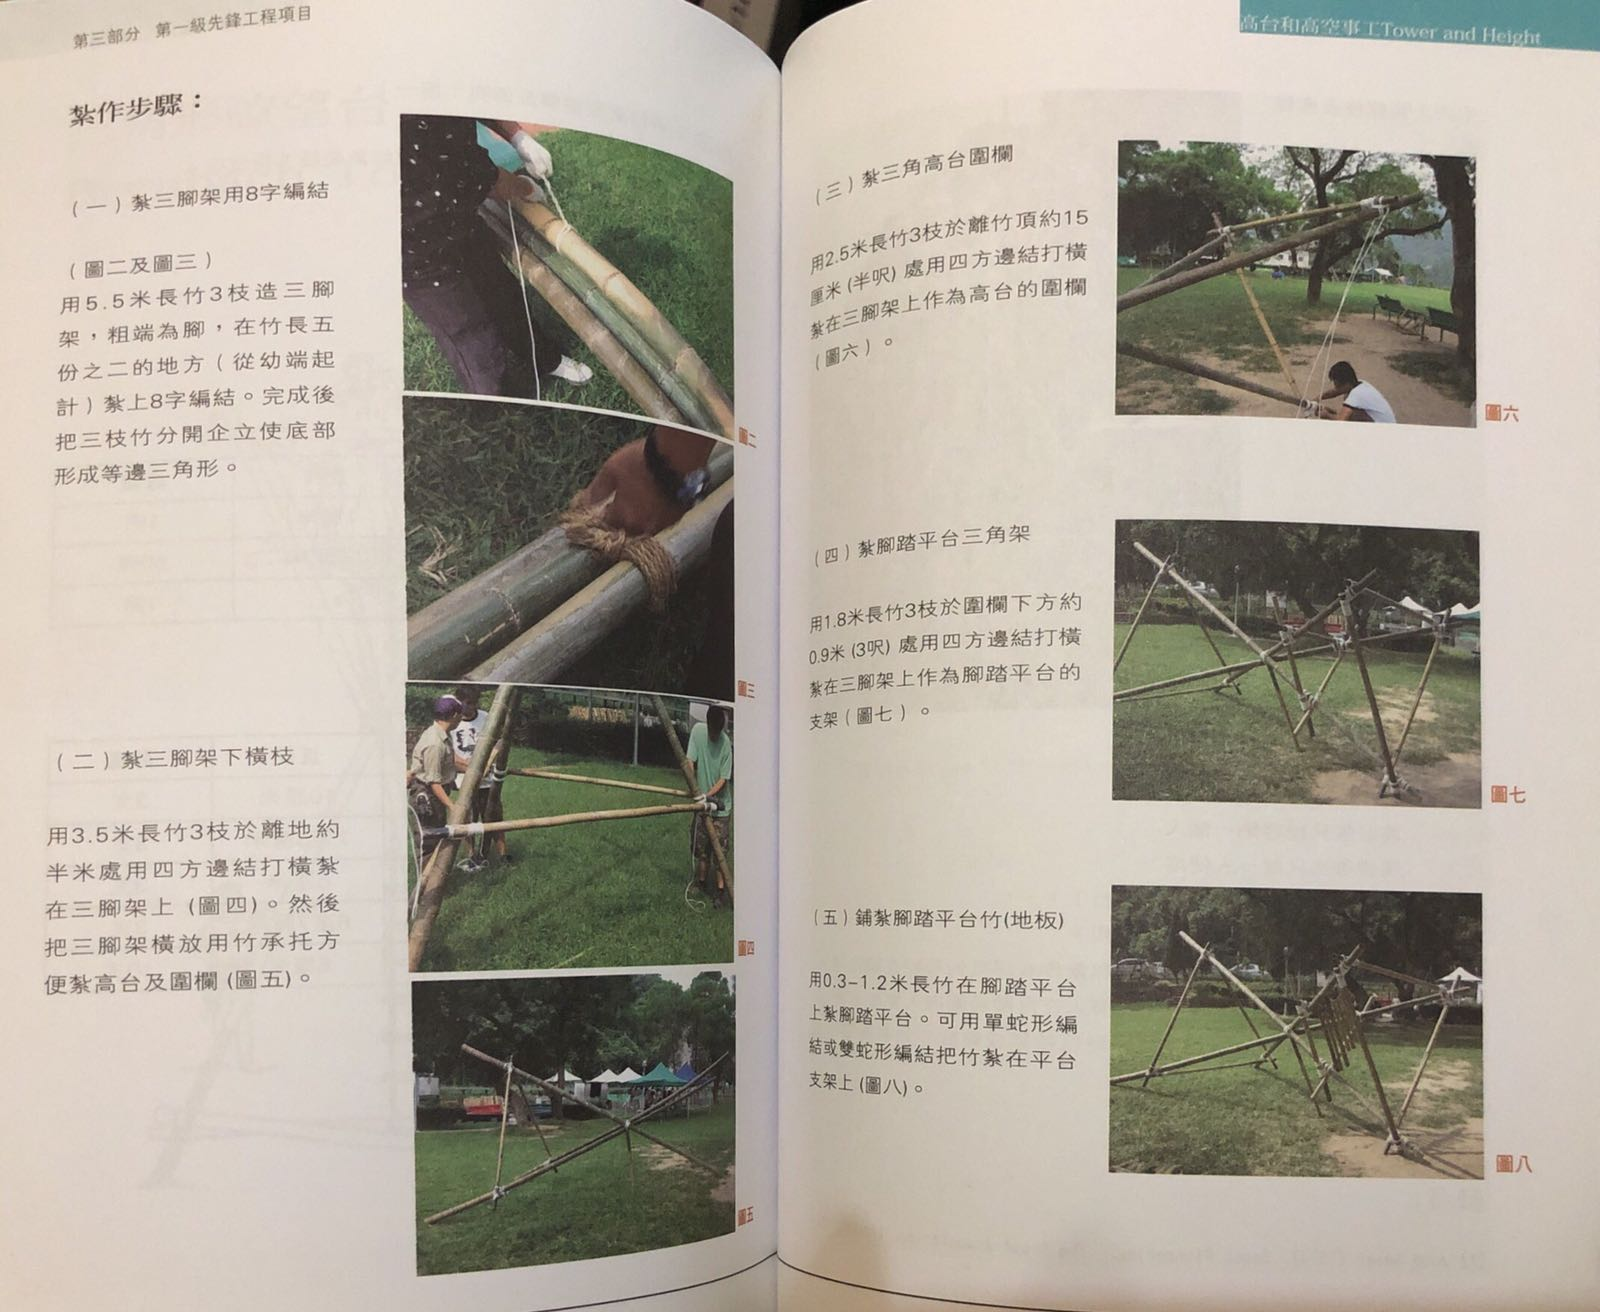 第三部分 第一級先鋒工程項目
紮作步驟：
（一）紮三腳架用8字編結
（圖二及圖三）
用5.5米長竹3枝造三腳
架，粗端為腳，在竹長五
份之二的地方（從幼端起
計）紮上8字編結。完成後
把三枝竹分開企立使底部
形成等邊三角形。
圖二
圖三
（二）紮三腳架下橫枝
用3.5米長竹3枝於離地約
半米處用四方邊結打橫紮
在三腳架上 (圖四)。然後
把三腳架橫放用竹承托方
便紮高台及圍欄 (圖五)。
圖四
圖五
高台和高空事工Tower and Height
（三）紮三角高台圍欄
用2.5米長竹3枝於離竹頂約15
厘米 (半呎) 處用四方邊結打橫
紮在三腳架上作為高台的圍欄
（圖六）。
圖六
（四）紮腳踏平台三角架
用1.8米長竹3枝於圍欄下方約
0.9米 (3呎) 處用四方邊結打橫
紮在三腳架上作為腳踏平台的
支架（圖七）。
圖七
（五）鋪紮腳踏平台竹(地板)
用0.3–1.2米長竹在腳踏平台
上紮腳踏平台。可用單蛇形編
結或雙蛇形編結把竹紮在平台
支架上 (圖八)。
圖八